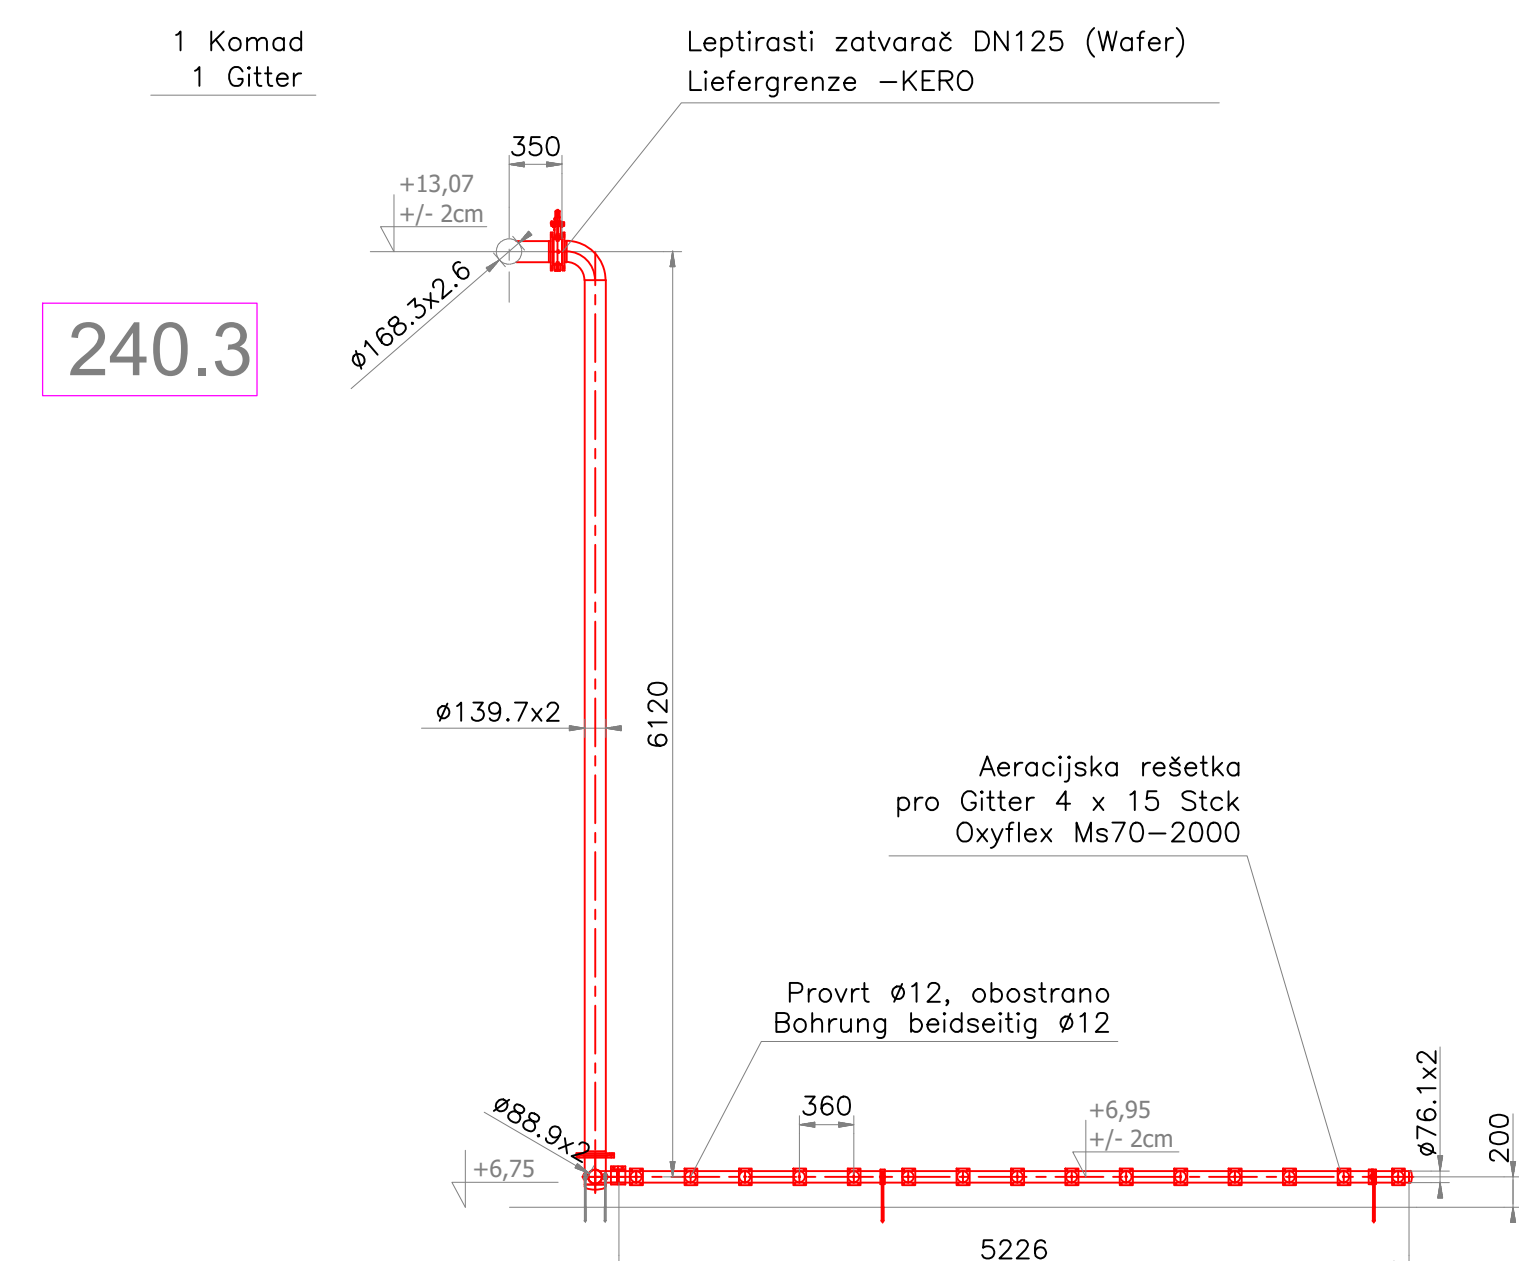 1 Komad
1 Gitter
Leptirasti zatvarač DN125 (Wafer)
Liefergrenze -KERO
350
+13,07
+/- 2cm
ø168.3x2.6
240.3
ø139.7x2
6120
Aeracijska rešetka
pro Gitter 4 x 15 Stck
Oxyflex Ms70-2000
Provrt ø12, obostrano
Bohrung beidseitig ø12
ø88.9x2
360
+6,95
+/- 2cm
ø76.1x2
200
+6,75
5226